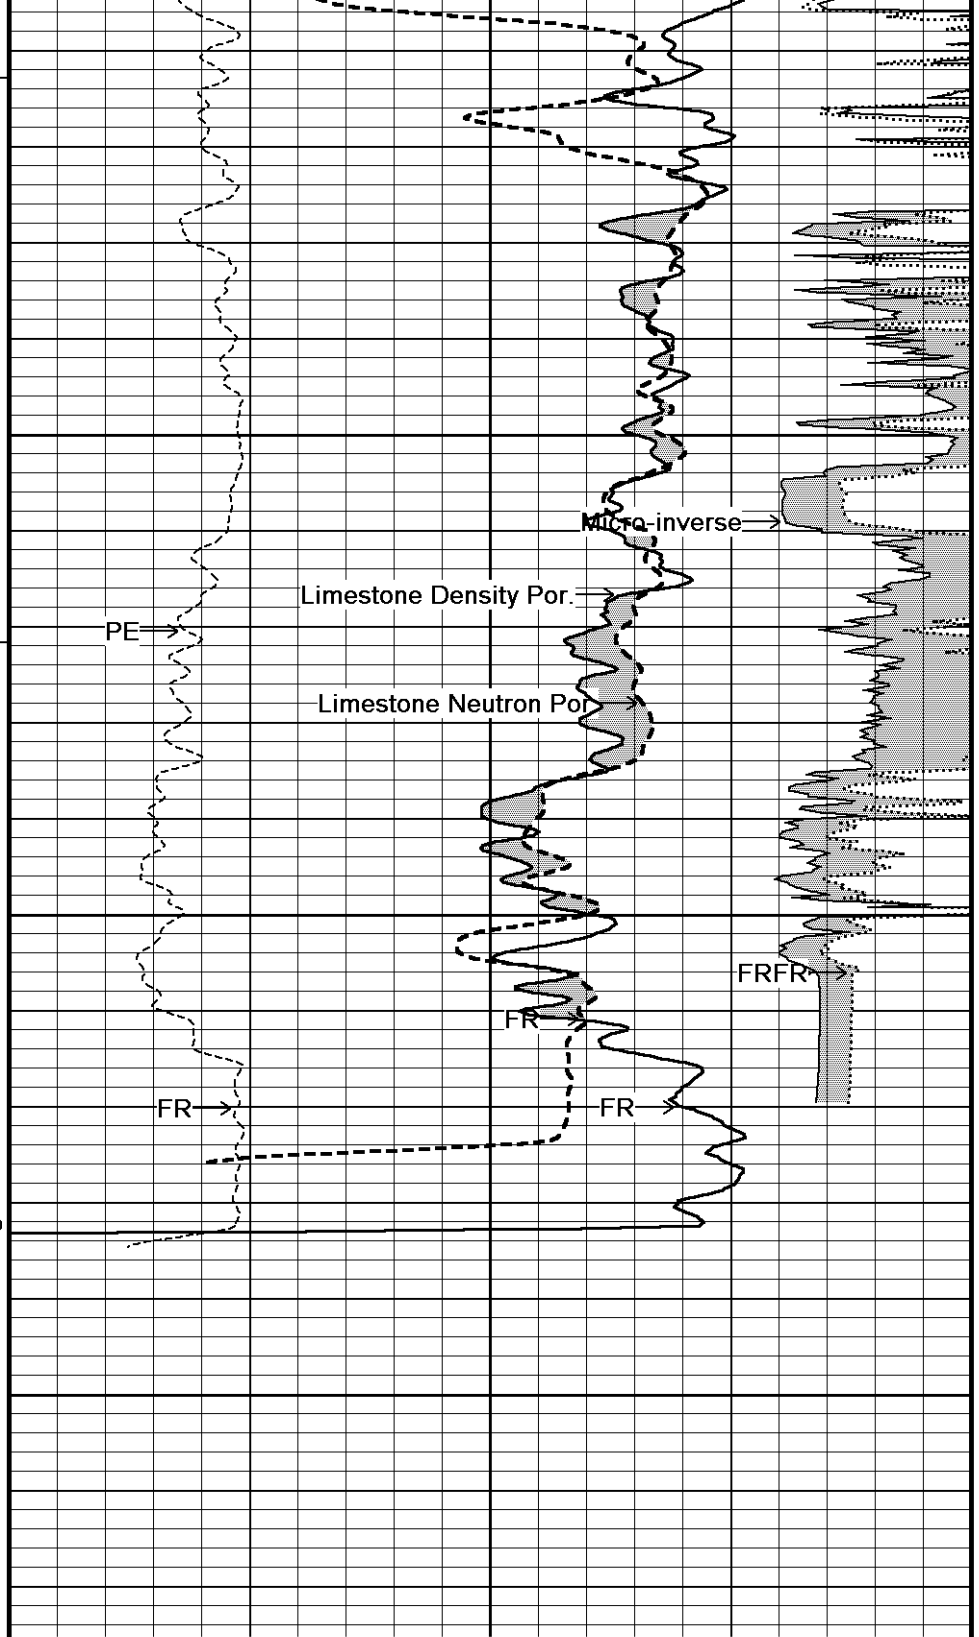 Micro-inverse
Limestone Density Por.
PE
Limestone Neutron Por
FRFR
FR
FR
FR